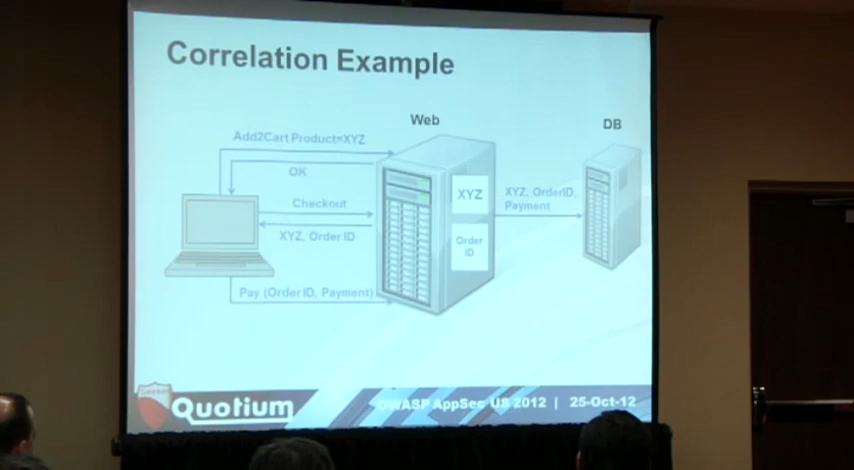 Correlation Example
Web
DB
Add2Cart Product=XYZ
OK
Checkout
XYZ, Order ID
Pay (Order ID, Payment)
XYZ
Order
ID
XYZ, OrderID,
Payment
Seeker
Quotium
OWASP AppSec US 2012 | 25-Oct-12